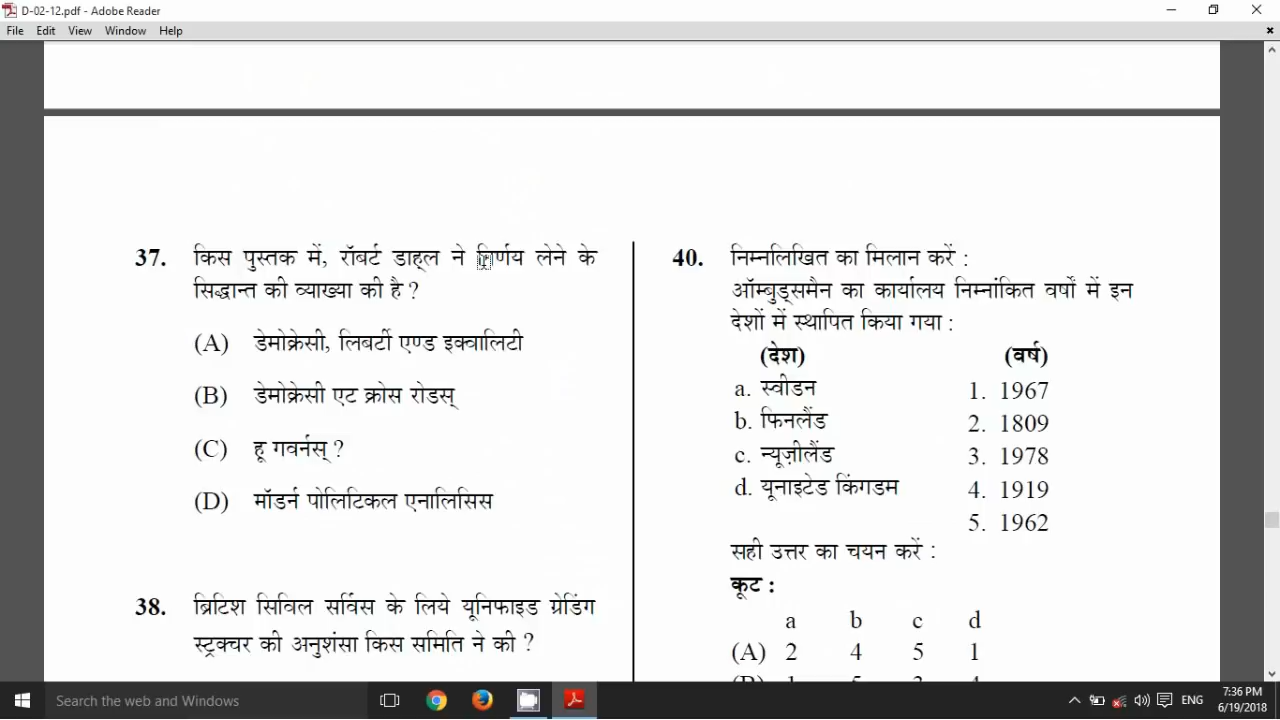 D-02-12.pdf - Adobe Reader
File Edit View Window Help
37. किस पुस्तक में, रॉबर्ट डाह्ल ने निर्णय लेने के
सिद्धान्त की व्याख्या की है ?
(A) डेमोक्रेसी, लिबर्टी एण्ड इक्वालिटी
(B) डेमोक्रेसी एट क्रोस रोडस्
(C) हू गवर्नस् ?
(D) मॉडर्न पोलिटिकल एनालिसिस
38. ब्रिटिश सिविल सर्विस के लिये यूनिफाइड ग्रेडिंग
स्ट्रक्चर की अनुशंसा किस समिति ने की ?
40. निम्नलिखित का मिलान करें :
ऑम्बुड्समैन का कार्यालय निम्नांकित वर्षों में इन
देशों में स्थापित किया गया :
(देश) (वर्ष)
a. स्वीडन 1. 1967
b. फिनलैंड 2. 1809
c. न्यूज़ीलैंड 3. 1978
d. यूनाइटेड किंगडम 4. 1919
5. 1962
सही उत्तर का चयन करें :
कूट :
a b c d
(A) 2 4 5 1
Search the web and Windows
ENG
7:36 PM
6/19/2018